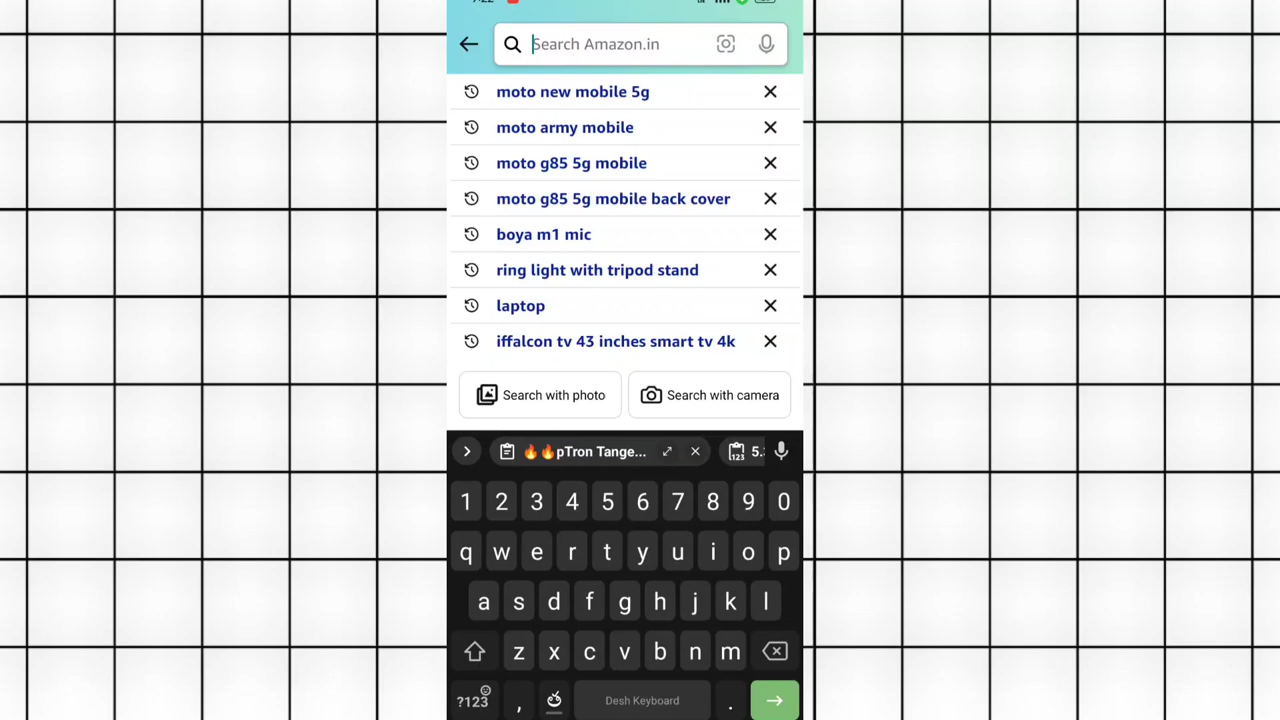 Search Amazon.in
moto new mobile 5g
moto army mobile
moto g85 5g mobile
moto g85 5g mobile back cover
boya m1 mic
ring light with tripod stand
laptop
iffalcon tv 43 inches smart tv 4k
Search with photo Search with camera
🔥🔥pTron Tange... 123 5.
1 2 3 4 5 6 7 8 9 0
q w e r t y u i o p
a s d f g h j k l
z x c v b n m
?123 , Desh Keyboard .